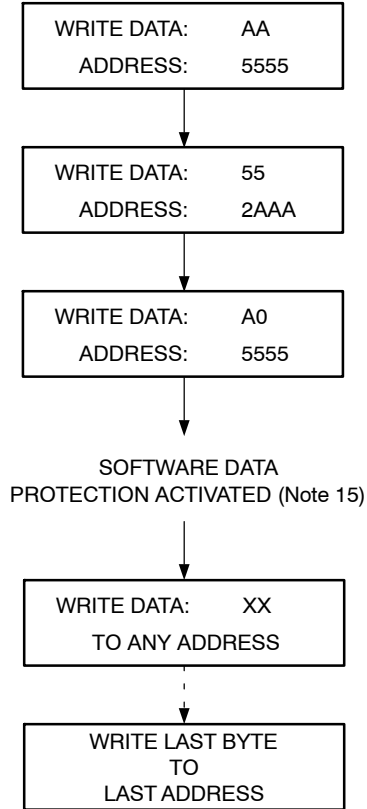 WRITE DATA: AA
ADDRESS: 5555
WRITE DATA: 55
ADDRESS: 2AAA
WRITE DATA: A0
ADDRESS: 5555
SOFTWARE DATA
PROTECTION ACTIVATED (Note 15)
WRITE DATA: XX
TO ANY ADDRESS
WRITE LAST BYTE
TO
LAST ADDRESS